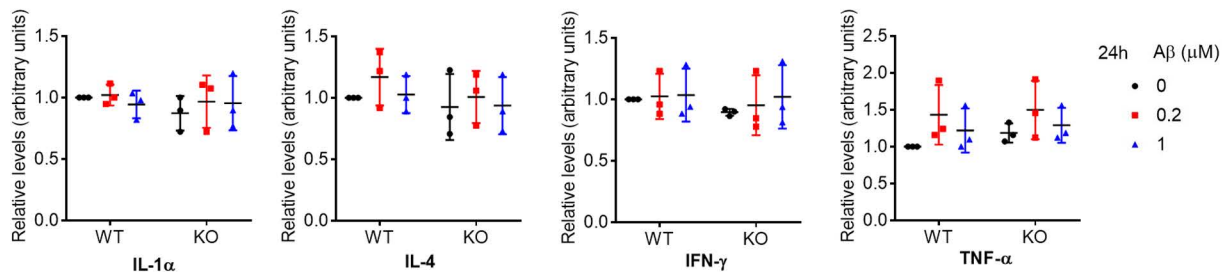 Relative levels (arbitrary units)
1.5
1.0
0.5
0.0
WT
KO
IL-1α
Relative levels (arbitrary units)
1.5
1.0
0.5
0.0
WT
KO
IL-4
Relative levels (arbitrary units)
1.5
1.0
0.5
0.0
WT
KO
IFN-γ
Relative levels (arbitrary units)
2.5
2.0
1.5
1.0
0.5
0.0
WT
KO
TNF-α
24h Aβ (μM)
0
0.2
1